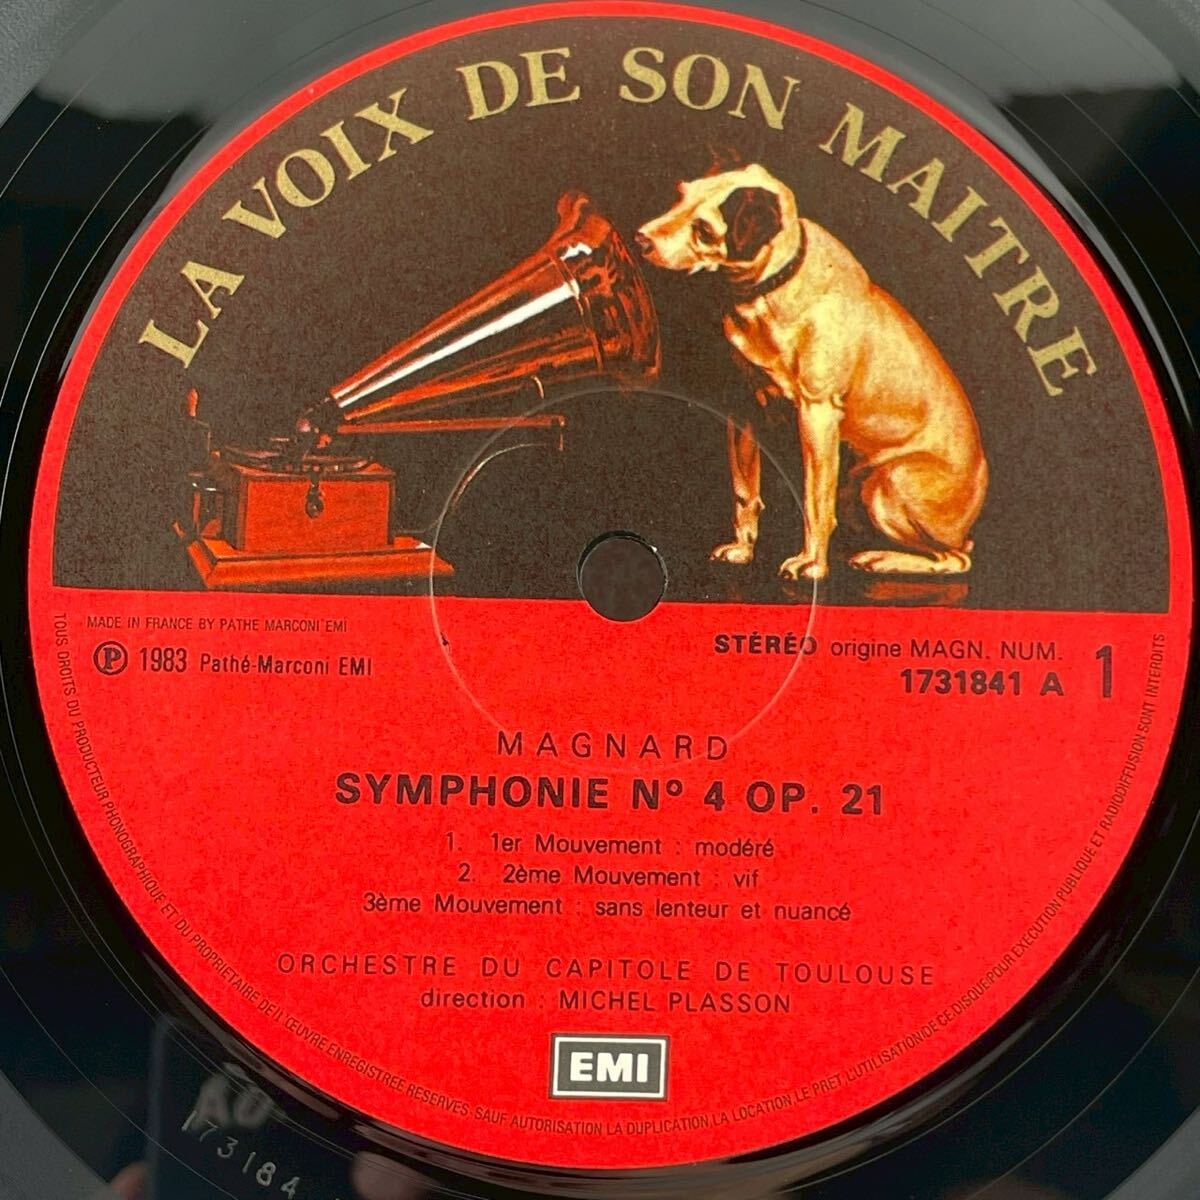 LA VOIX DE SON MAITRE
MADE IN FRANCE BY PATHE MARCONI EMI
℗ 1983 Pathé-Marconi EMI
STÉRÉO origine MAGN. NUM.
1731841 A 1
MAGNARD
SYMPHONIE Nº 4 OP. 21
1. 1er Mouvement : modéré
2. 2ème Mouvement : vif
3ème Mouvement : sans lenteur et nuancé
ORCHESTRE DU CAPITOLE DE TOULOUSE
direction : MICHEL PLASSON
EMI
TOUS DROITS DU PRODUCTEUR PHONOGRAPHIQUE ET DU PROPRIETAIRE DE L'ŒUVRE ENREGISTREE RESERVES. SAUF AUTORISATION LA DUPLICATION, LA LOCATION, LE PRET, L'UTILISATION DE CE DISQUE POUR EXECUTION PUBLIQUE ET RADIODIFFUSION SONT INTERDITS
173184